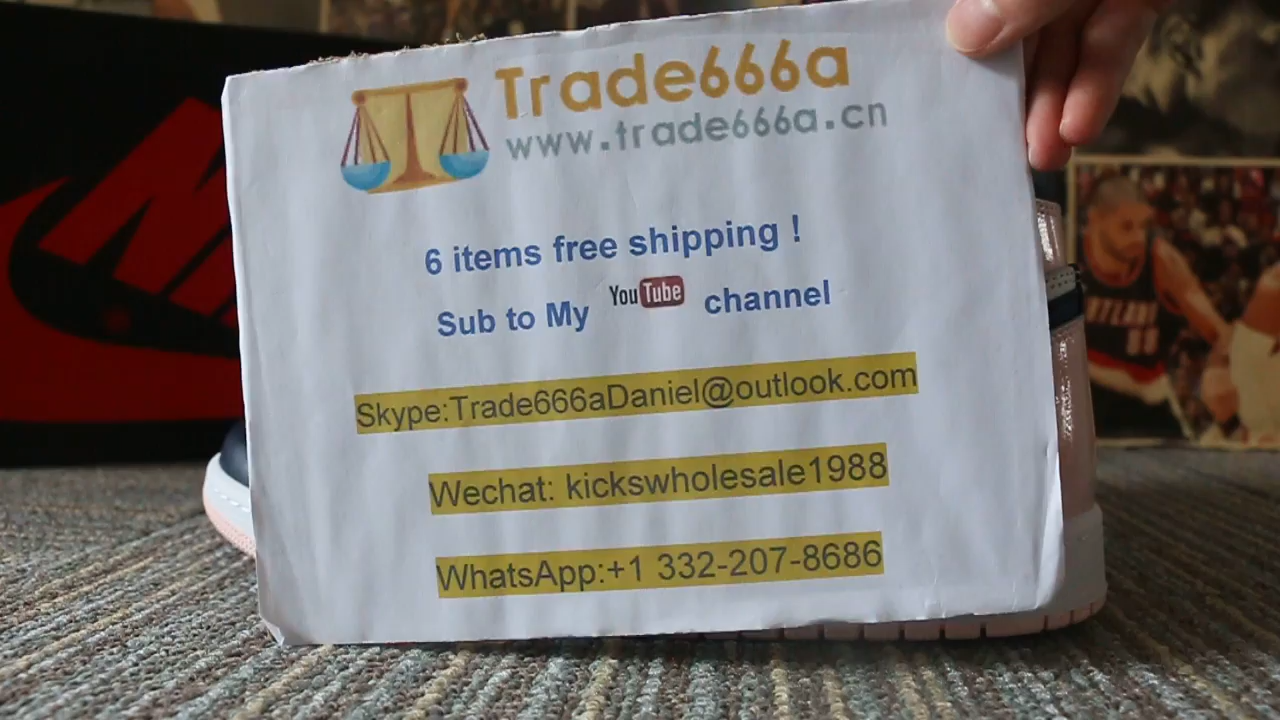 Trade666a
www.trade666a.cn
6 items free shipping !
Sub to My YouTube channel
Skype:Trade666aDaniel@outlook.com
Wechat: kickswholesale1988
WhatsApp:+1 332-207-8686